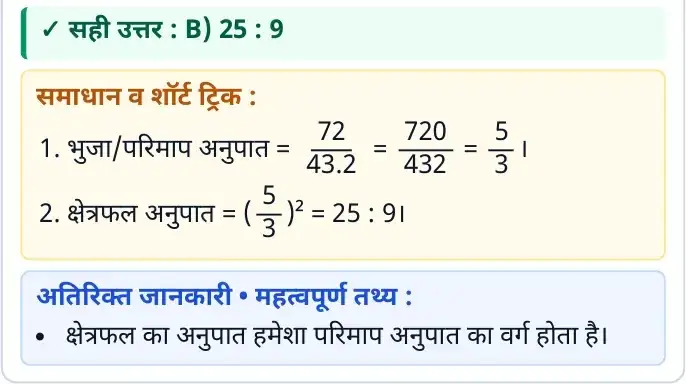 ✓ सही उत्तर : B) 25 : 9
समाधान व शॉर्ट ट्रिक :
1. भुजा/परिमाप अनुपात = 72/43.2 = 720/432 = 5/3 ।
2. क्षेत्रफल अनुपात = (5/3)² = 25 : 9।
अतिरिक्त जानकारी • महत्वपूर्ण तथ्य :
• क्षेत्रफल का अनुपात हमेशा परिमाप अनुपात का वर्ग होता है।